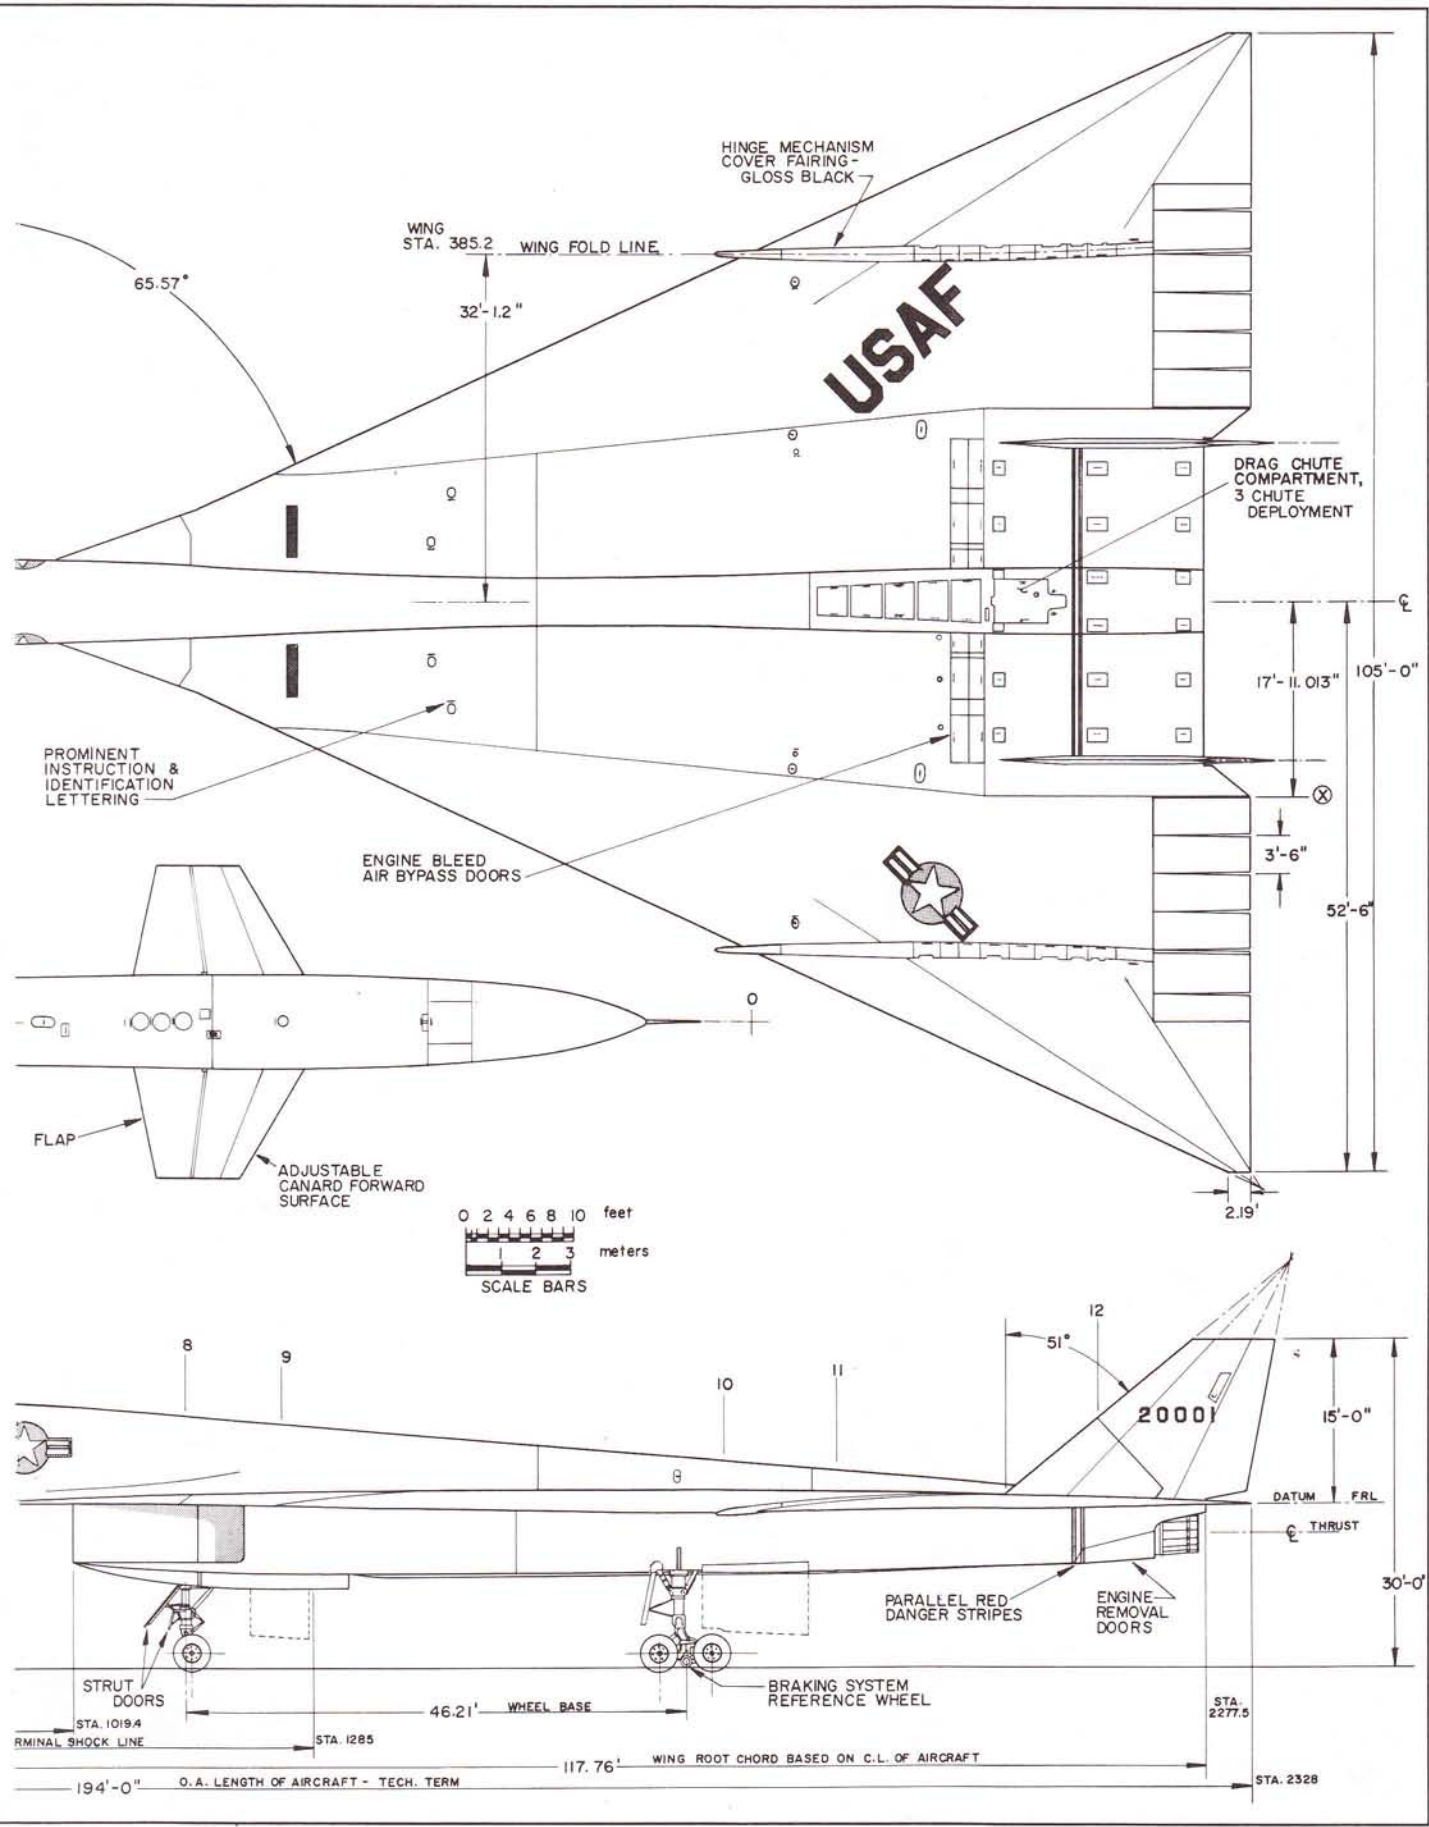 HINGE MECHANISM
COVER FAIRING-
GLOSS BLACK
WING
STA. 385.2
WING FOLD LINE
65.57°
32'-1.2"
USAF
DRAG CHUTE
COMPARTMENT,
3 CHUTE
DEPLOYMENT
℄
105'-0"
17'-11.013"
PROMINENT
INSTRUCTION &
IDENTIFICATION
LETTERING
X
ENGINE BLEED
AIR BYPASS DOORS
3'-6"
52'-6"
0
FLAP
ADJUSTABLE
CANARD FORWARD
SURFACE
2.19'
0 2 4 6 8 10 feet
1 2 3 meters
SCALE BARS
8
9
10
11
12
51°
20001
15'-0"
DATUM FRL
℄ THRUST
30'-0"
PARALLEL RED
DANGER STRIPES
ENGINE
REMOVAL
DOORS
STRUT
DOORS
BRAKING SYSTEM
REFERENCE WHEEL
46.21' WHEEL BASE
STA.
2277.5
STA. 1019.4
RMINAL SHOCK LINE
STA. 1285
117.76' WING ROOT CHORD BASED ON C.L. OF AIRCRAFT
194'-0" O.A. LENGTH OF AIRCRAFT - TECH. TERM
STA. 2328